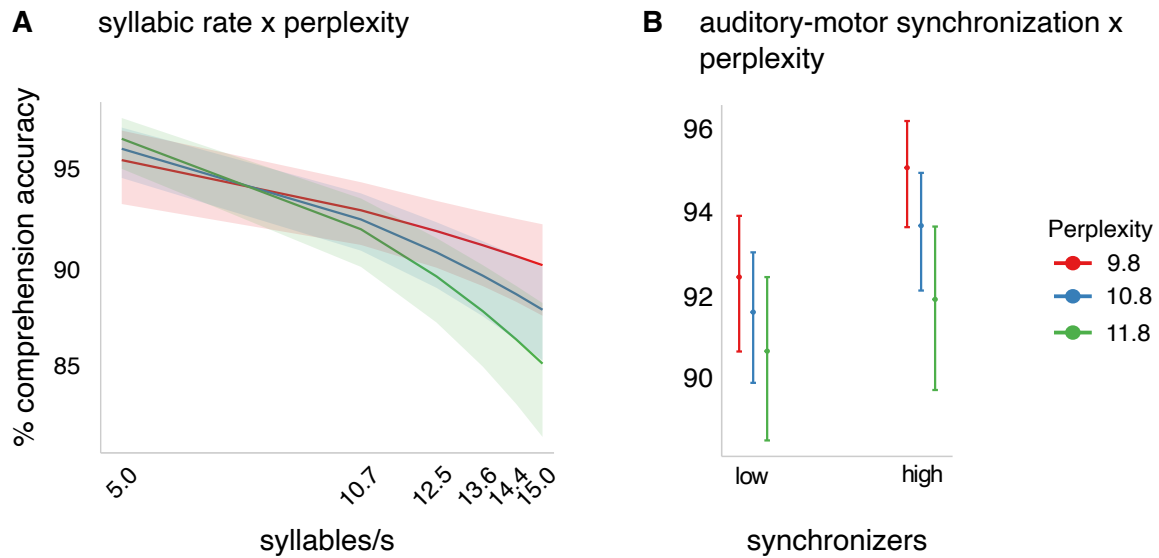 A syllabic rate x perplexity
% comprehension accuracy
95
90
85
5.0
10.7
12.5
13.6
14.4
15.0
syllables/s
B auditory-motor synchronization x
perplexity
96
94
92
90
low
high
synchronizers
Perplexity
9.8
10.8
11.8